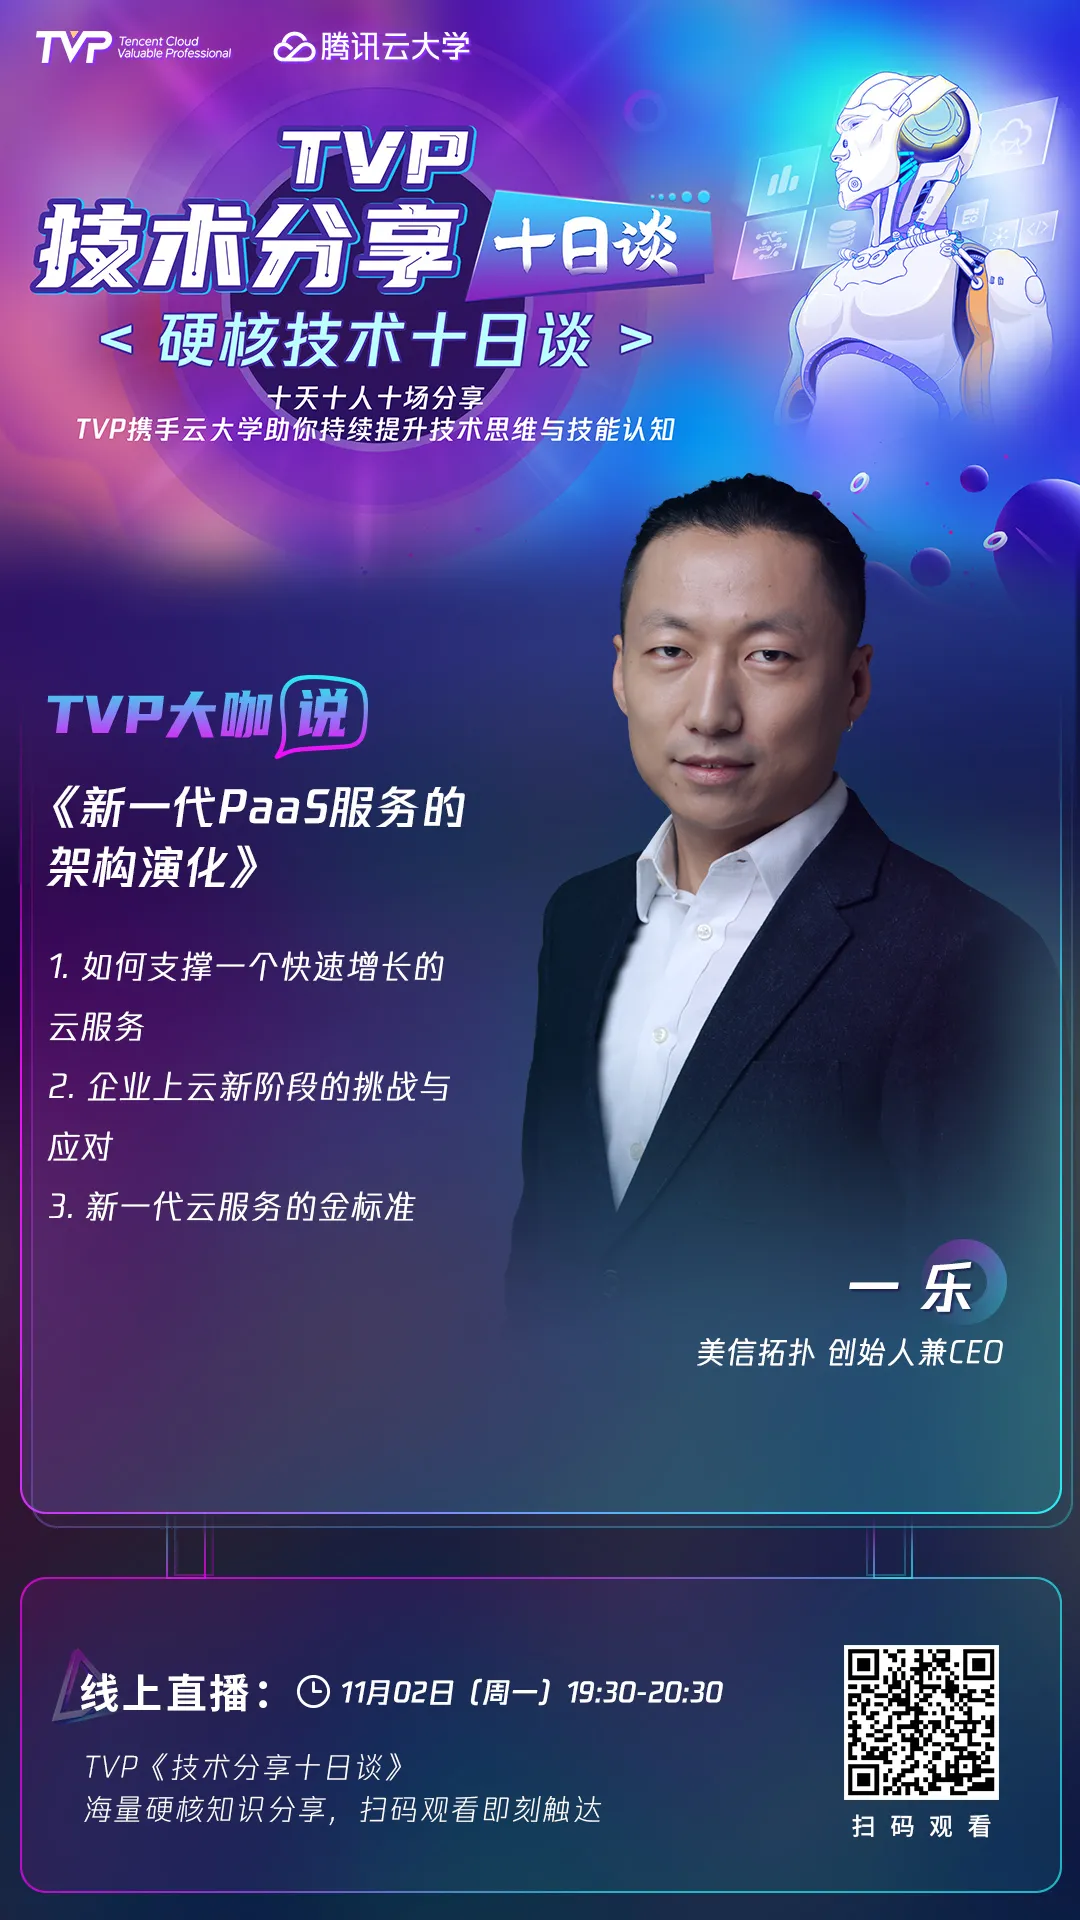 TVP Tencent Cloud
Valuable Professional
腾讯云大学
TVP
技术分享
十日谈
< 硬核技术十日谈 >
十天十人十场分享
TVP携手云大学助你持续提升技术思维与技能认知
TVP大咖说
《新一代PaaS服务的
架构演化》
1. 如何支撑一个快速增长的
云服务
2. 企业上云新阶段的挑战与
应对
3. 新一代云服务的金标准
一乐
美信拓扑 创始人兼CEO
线上直播： 11月02日（周一）19:30-20:30
TVP《技术分享十日谈》
海量硬核知识分享，扫码观看即刻触达
扫码观看